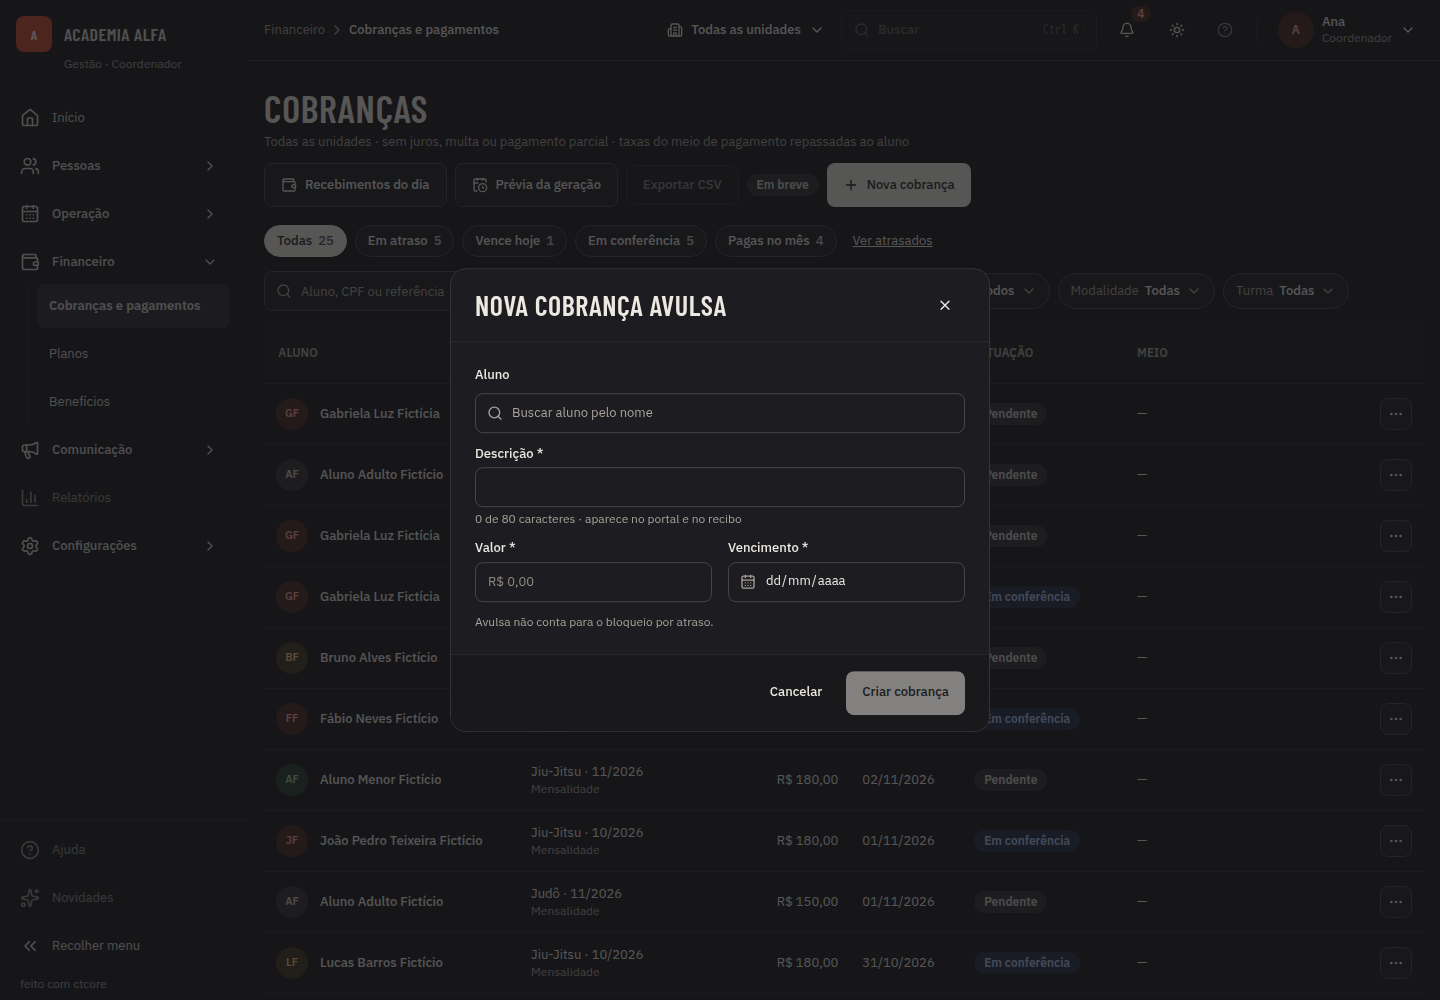 A
ACADEMIA ALFA
Gestão · Coordenador
Início
Pessoas
Operação
Financeiro
Cobranças e pagamentos
Planos
Benefícios
Comunicação
Relatórios
Configurações
Ajuda
Novidades
Recolher menu
feito com ctcore
Financeiro
Cobranças e pagamentos
Todas as unidades
Buscar
Ctrl K
4
A
Ana
Coordenador
COBRANÇAS
Todas as unidades · sem juros, multa ou pagamento parcial · taxas do meio de pagamento repassadas ao aluno
Recebimentos do dia
Prévia da geração
Exportar CSV
Em breve
Nova cobrança
Todas 25
Em atraso 5
Vence hoje 1
Em conferência 5
Pagas no mês 4
Ver atrasados
Aluno, CPF ou referência
Modalidade Todas
Turma Todas
ALUNO
MEIO
GF Gabriela Luz Fictícia
Pendente
—
AF Aluno Adulto Fictício
Pendente
—
GF Gabriela Luz Fictícia
Pendente
—
GF Gabriela Luz Fictícia
Em conferência
—
BF Bruno Alves Fictício
Pendente
—
FF Fábio Neves Fictício
Em conferência
—
AF Aluno Menor Fictício
Jiu-Jitsu · 11/2026
Mensalidade
R$ 180,00
02/11/2026
Pendente
—
JF João Pedro Teixeira Fictício
Jiu-Jitsu · 10/2026
Mensalidade
R$ 180,00
01/11/2026
Em conferência
—
AF Aluno Adulto Fictício
Judô · 11/2026
Mensalidade
R$ 150,00
01/11/2026
Pendente
—
LF Lucas Barros Fictício
Jiu-Jitsu · 10/2026
Mensalidade
R$ 180,00
31/10/2026
Em conferência
—
NOVA COBRANÇA AVULSA
Aluno
Buscar aluno pelo nome
Descrição *
0 de 80 caracteres · aparece no portal e no recibo
Valor *
R$ 0,00
Vencimento *
dd/mm/aaaa
Avulsa não conta para o bloqueio por atraso.
Cancelar
Criar cobrança